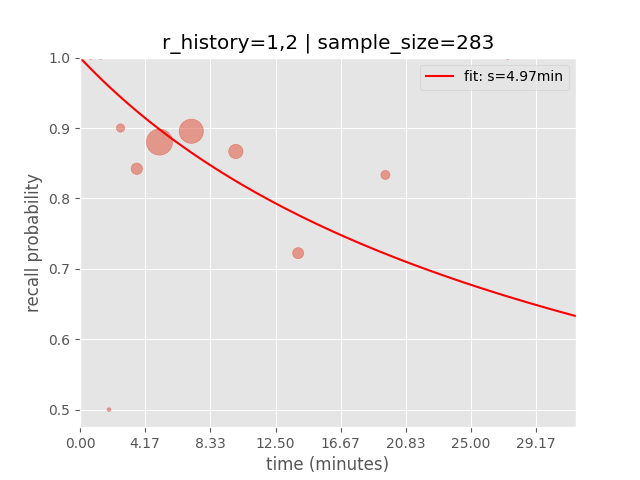 r_history=1,2 | sample_size=283
fit: s=4.97min
recall probability
1.0
0.9
0.8
0.7
0.6
0.5
0.00 4.17 8.33 12.50 16.67 20.83 25.00 29.17
time (minutes)